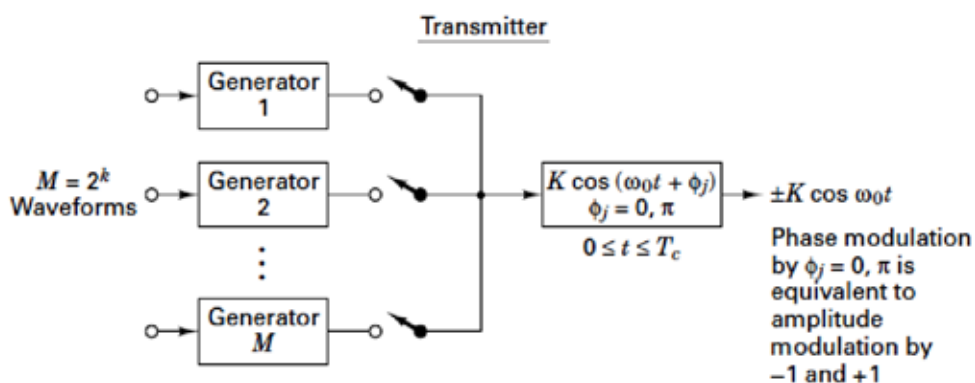 Transmitter
Generator
1
M = 2^k
Waveforms
Generator
2
⋮
Generator
M
K cos (ω₀t + ϕⱼ)
ϕⱼ = 0, π
0 ≤ t ≤ T_c
±K cos ω₀t
Phase modulation
by ϕⱼ = 0, π is
equivalent to
amplitude
modulation by
−1 and +1